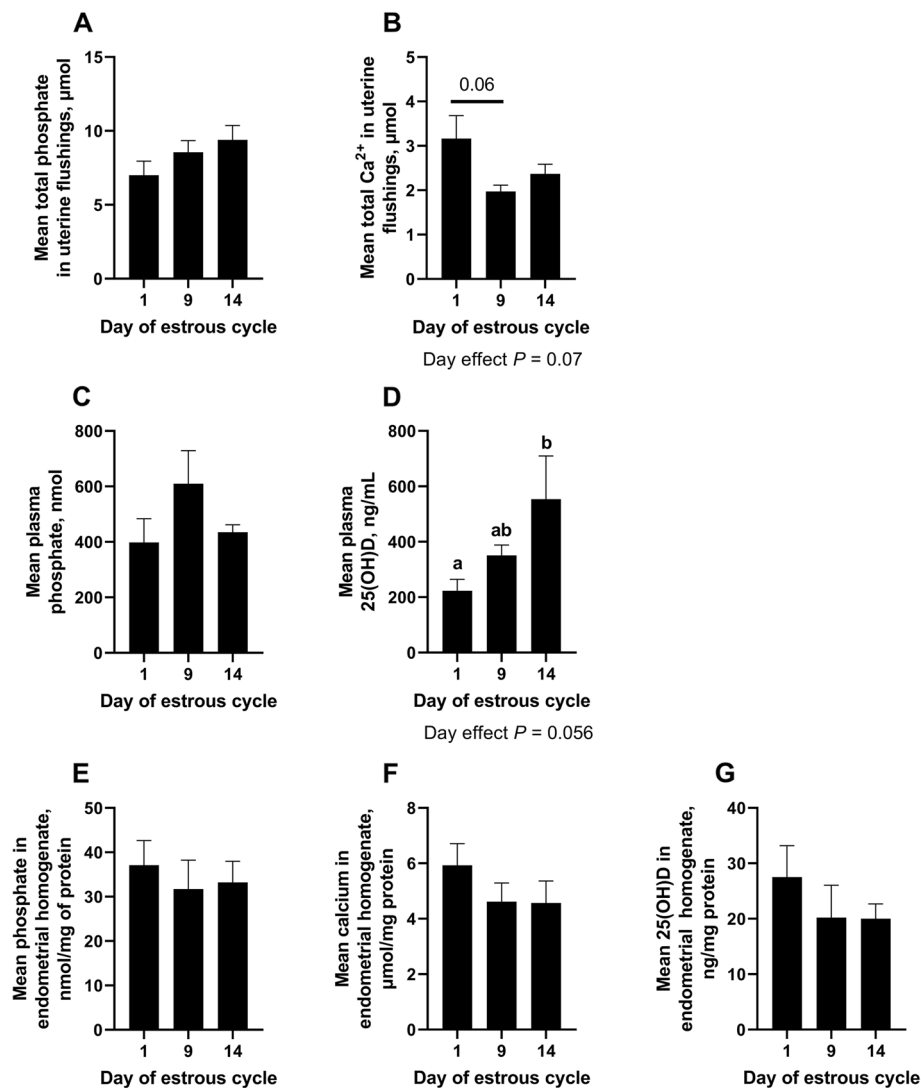 A
Mean total phosphate
in uterine flushings, µmol
15
10
5
0
1 9 14
Day of estrous cycle
B
Mean total Ca²⁺ in uterine
flushings, µmol
5
4
3
2
1
0
0.06
1 9 14
Day of estrous cycle
Day effect P = 0.07
C
Mean plasma
phosphate, nmol
800
600
400
200
0
1 9 14
Day of estrous cycle
D
Mean plasma
25(OH)D, ng/mL
800
600
400
200
0
a
ab
b
1 9 14
Day of estrous cycle
Day effect P = 0.056
E
Mean phosphate in
endometrial homogenate,
nmol/mg of protein
50
40
30
20
10
0
1 9 14
Day of estrous cycle
F
Mean calcium in
endometrial homogenate,
µmol/mg protein
8
6
4
2
0
1 9 14
Day of estrous cycle
G
Mean 25(OH)D in
endometrial homogenate,
ng/mg protein
40
30
20
10
0
1 9 14
Day of estrous cycle